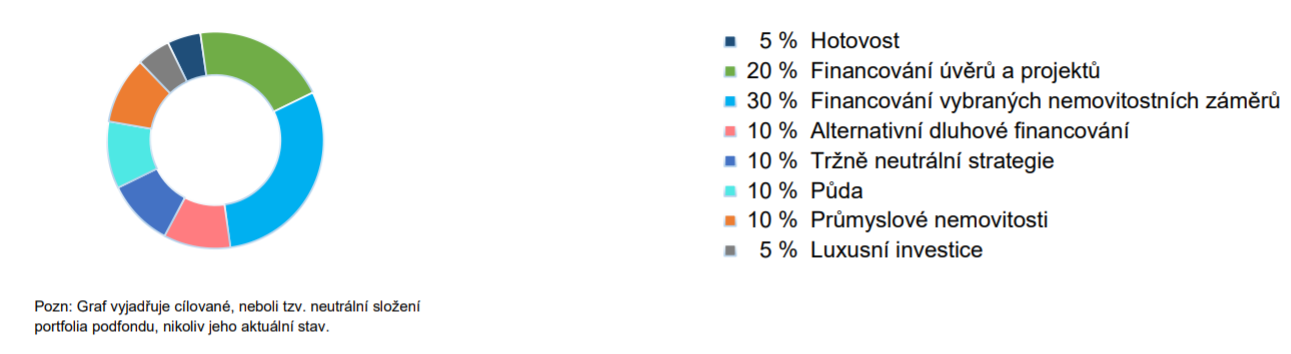 5 % Hotovost
20 % Financování úvěrů a projektů
30 % Financování vybraných nemovitostních záměrů
10 % Alternativní dluhové financování
10 % Tržně neutrální strategie
10 % Půda
10 % Průmyslové nemovitosti
5 % Luxusní investice
Pozn: Graf vyjadřuje cílované, neboli tzv. neutrální složení
portfolia podfondu, nikoliv jeho aktuální stav.